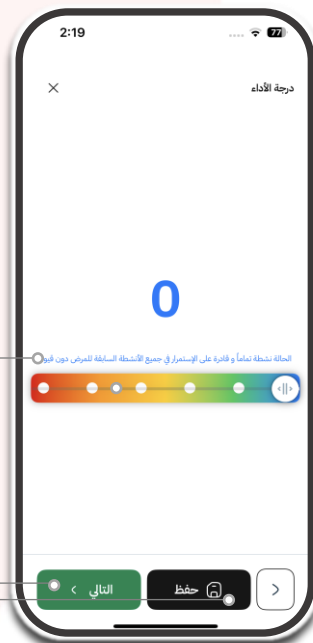 2:19
77
درجة الأداء
0
الحالة نشطة تماماً و قادرة على الإستمرار في جميع الأنشطة السابقة للمرض دون
حفظ
التالي